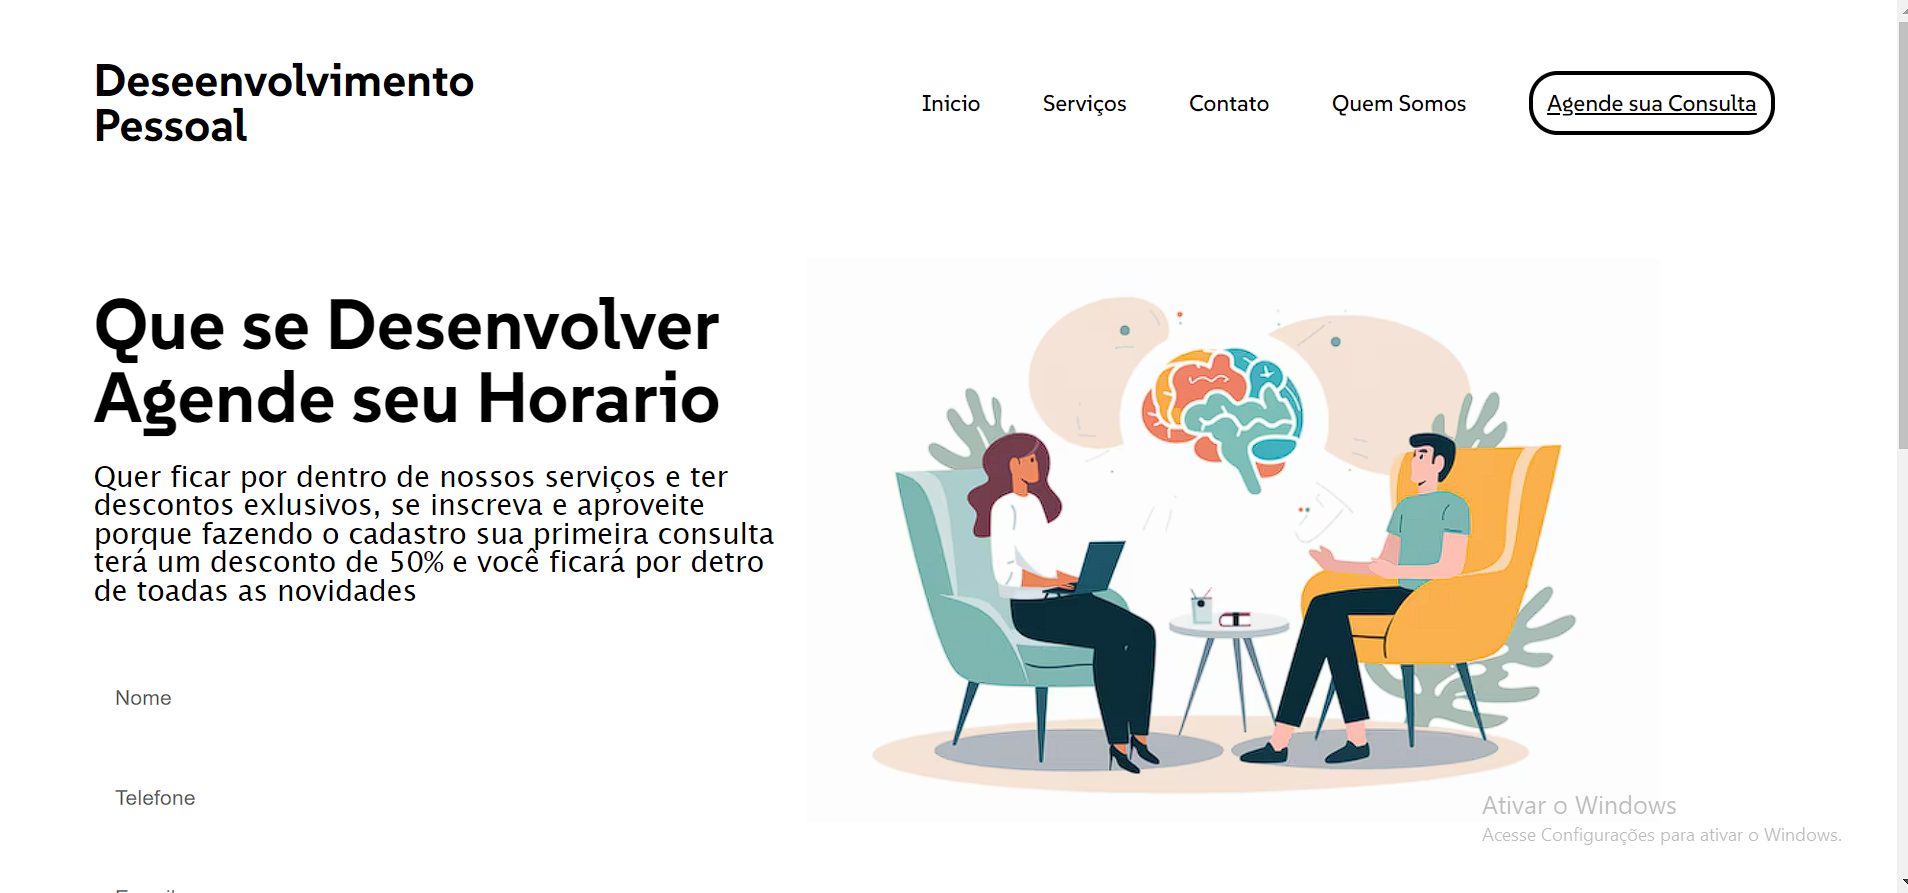 Deseenvolvimento
Pessoal
Inicio
Serviços
Contato
Quem Somos
Agende sua Consulta
Que se Desenvolver
Agende seu Horario
Quer ficar por dentro de nossos serviços e ter
descontos exlusivos, se inscreva e aproveite
porque fazendo o cadastro sua primeira consulta
terá um desconto de 50% e você ficará por detro
de toadas as novidades
Nome
Telefone
Ativar o Windows
Acesse Configurações para ativar o Windows.